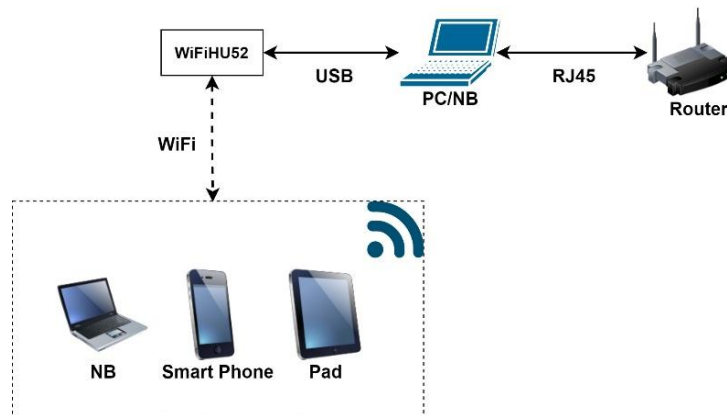 WiFiHU52
USB
PC/NB
RJ45
Router
WiFi
NB
Smart Phone
Pad